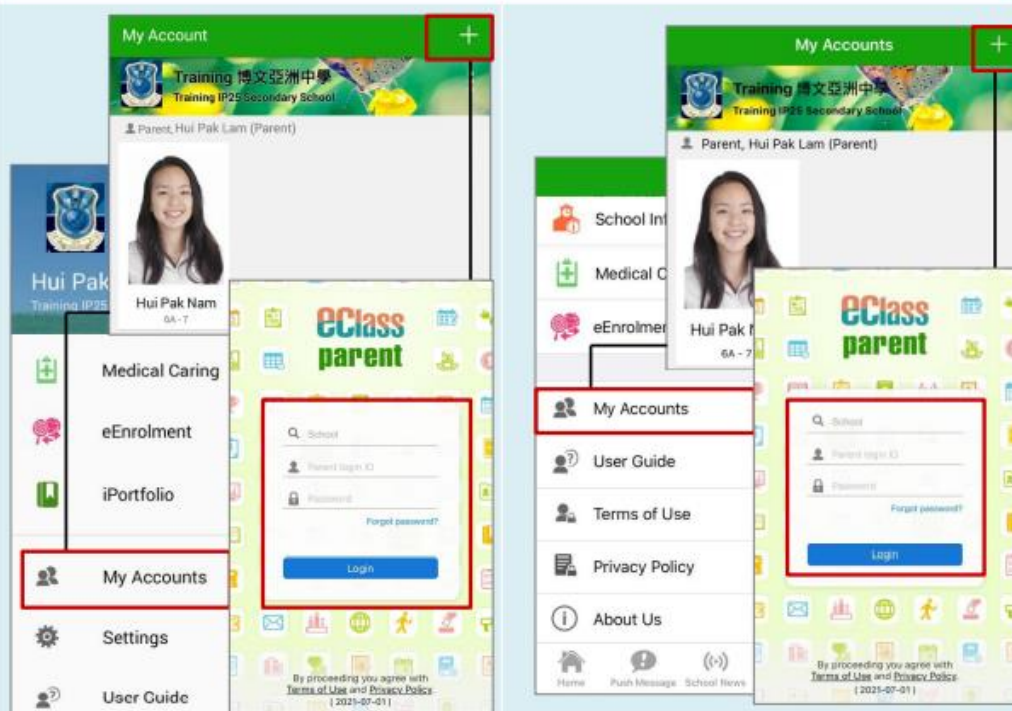 My Account
+
Training 博文亞洲中學
Training IP25 Secondary School
Parent, Hui Pak Lam (Parent)
Hui Pak Nam
6A - 7
Hui Pak
Training IP25
Medical Caring
eEnrolment
iPortfolio
My Accounts
Settings
User Guide
eClass
parent
School
Parent login ID
Password
Forgot password?
Login
By proceeding you agree with
Terms of Use and Privacy Policy.
( 2021-07-01 )
My Accounts
+
Training 博文亞洲中學
Training IP25 Secondary School
Parent, Hui Pak Lam (Parent)
Hui Pak
6A - 7
School Inf
Medical C
eEnrolmer
My Accounts
User Guide
Terms of Use
Privacy Policy
About Us
Home
Push Message
School News
eClass
parent
School
Parent login ID
Password
Forgot password?
Login
By proceeding you agree with
Terms of Use and Privacy Policy.
( 2021-07-01 )